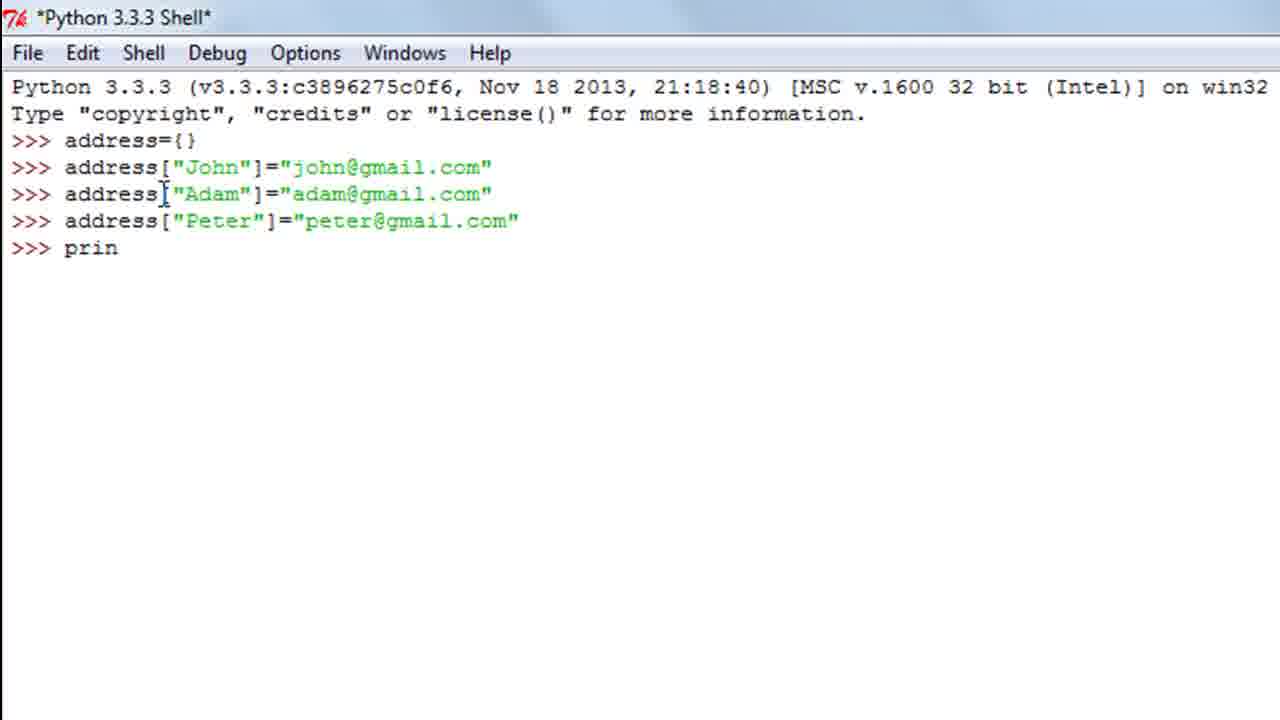 *Python 3.3.3 Shell*
File Edit Shell Debug Options Windows Help
Python 3.3.3 (v3.3.3:c3896275c0f6, Nov 18 2013, 21:18:40) [MSC v.1600 32 bit (Intel)] on win32
Type "copyright", "credits" or "license()" for more information.
>>> address={}
>>> address["John"]="john@gmail.com"
>>> address["Adam"]="adam@gmail.com"
>>> address["Peter"]="peter@gmail.com"
>>> prin